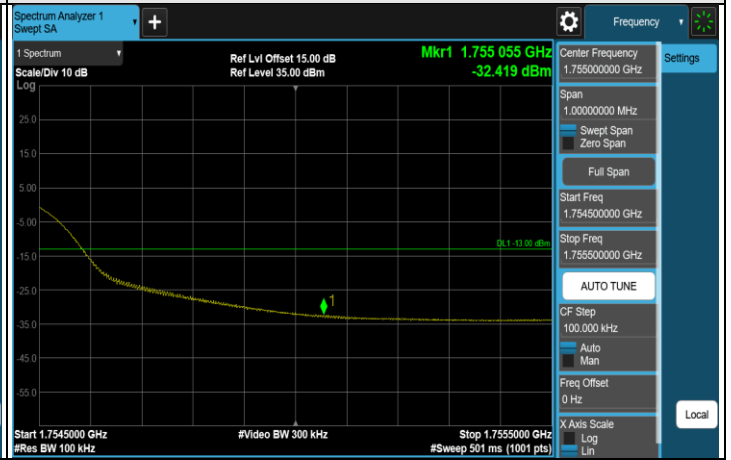 Spectrum Analyzer 1
Swept SA
+
Frequency
1 Spectrum
Scale/Div 10 dB
Log
Ref Lvl Offset 15.00 dB
Ref Level 35.00 dBm
Mkr1 1.755 055 GHz
-32.419 dBm
25.0
15.0
5.00
-5.00
-15.0
-25.0
-35.0
-45.0
-55.0
DL1 -13.00 dBm
1
Start 1.7545000 GHz
#Res BW 100 kHz
#Video BW 300 kHz
Stop 1.7555000 GHz
#Sweep 501 ms (1001 pts)
Center Frequency
1.755000000 GHz
Span
1.00000000 MHz
Swept Span
Zero Span
Full Span
Start Freq
1.754500000 GHz
Stop Freq
1.755500000 GHz
AUTO TUNE
CF Step
100.000 kHz
Auto
Man
Freq Offset
0 Hz
X Axis Scale
Log
Lin
Settings
Local